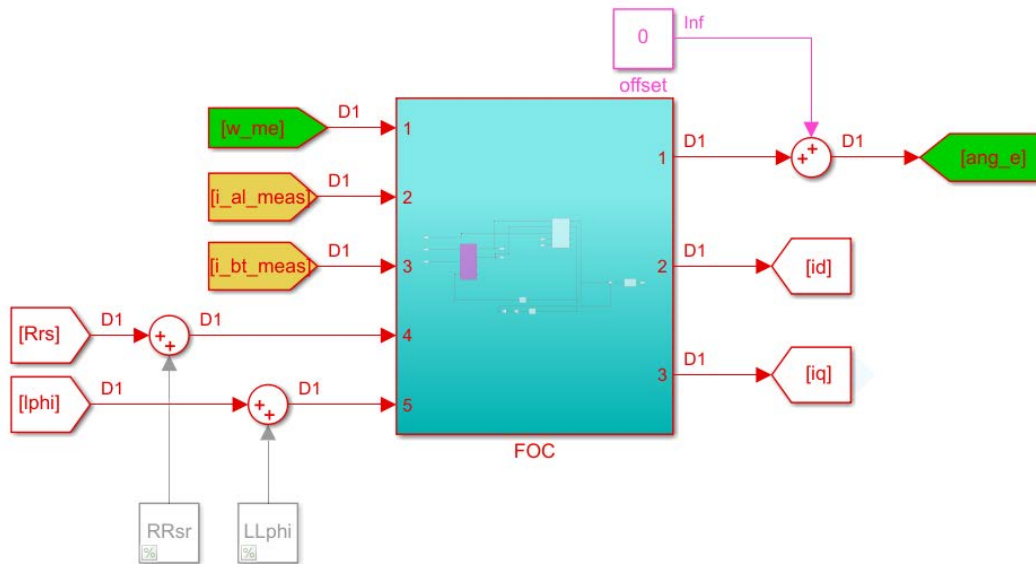 0
Inf
offset
[w_me]
D1
1
[i_al_meas]
D1
2
[i_bt_meas]
D1
3
[Rrs]
D1
D1
4
[lphi]
D1
D1
5
FOC
1
D1
D1
[ang_e]
2
D1
[id]
3
D1
[iq]
RRsr
%
LLphi
%